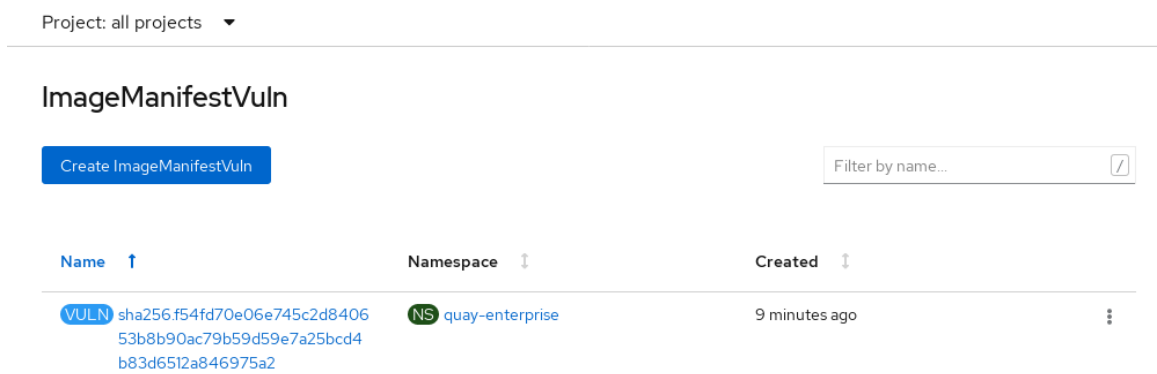 Project: all projects
ImageManifestVuln
Create ImageManifestVuln
Filter by name...
/
Name Namespace Created
VULN sha256.f54fd70e06e745c2d8406 NS quay-enterprise 9 minutes ago
53b8b90ac79b59d59e7a25bcd4
b83d6512a846975a2